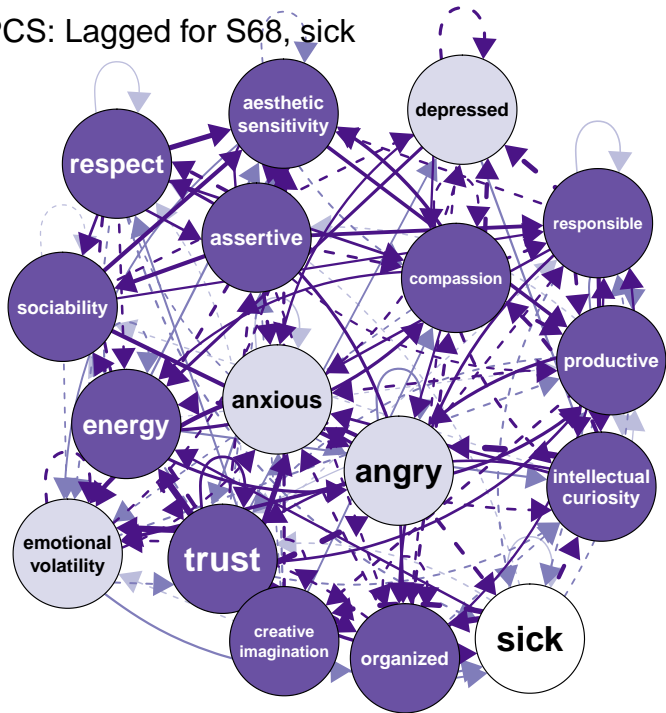 PCS: Lagged for S68, sick
aesthetic
sensitivity
depressed
respect
responsible
assertive
compassion
sociability
productive
anxious
energy
angry
intellectual
curiosity
emotional
volatility
trust
creative
imagination
organized
sick